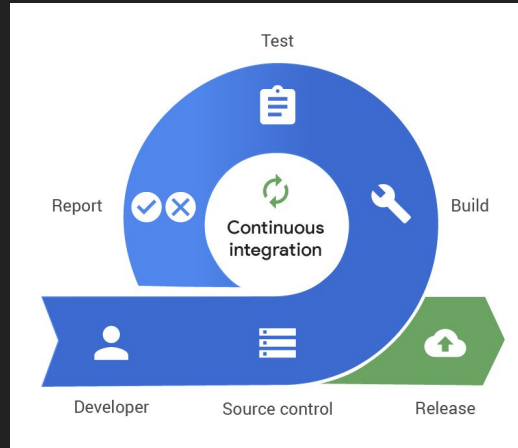 Test
Report
Build
Continuous
integration
Developer
Source control
Release